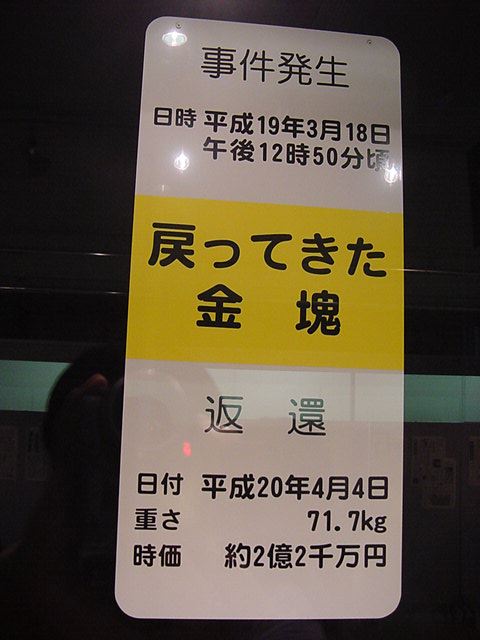 事件発生
日時 平成19年3月18日
午後12時50分頃
戻ってきた
金 塊
返 還
日付 平成20年4月4日
重さ 71.7kg
時価 約2億2千万円